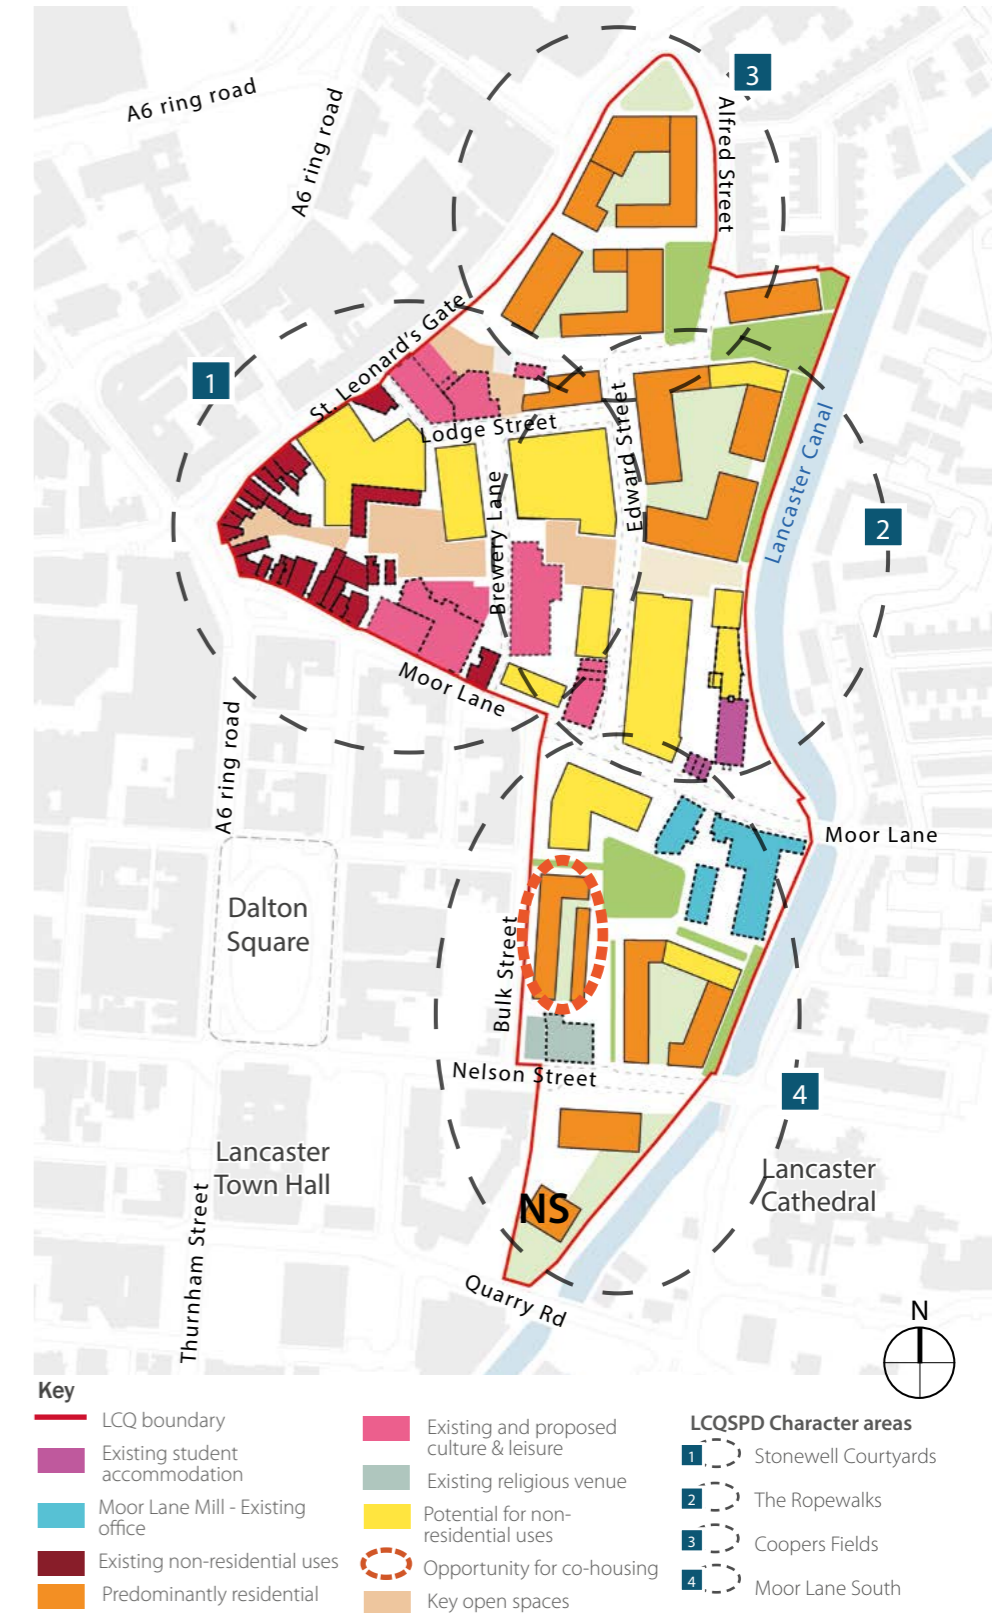 A6 ring road
A6 ring road
3
Alfred Street
1
St. Leonard's Gate
Lodge Street
Edward Street
Brewery Lane
Lancaster Canal
2
Moor Lane
A6 ring road
Moor Lane
Dalton
Square
Bulk Street
Nelson Street
4
Lancaster
Town Hall
Lancaster
Cathedral
NS
Thurnham Street
Quarry Rd
N
Key
LCQ boundary
Existing student
accommodation
Moor Lane Mill - Existing
office
Existing non-residential uses
Predominantly residential
Existing and proposed
culture & leisure
Existing religious venue
Potential for non-
residential uses
Opportunity for co-housing
Key open spaces
LCQSPD Character areas
1 Stonewell Courtyards
2 The Ropewalks
3 Coopers Fields
4 Moor Lane South